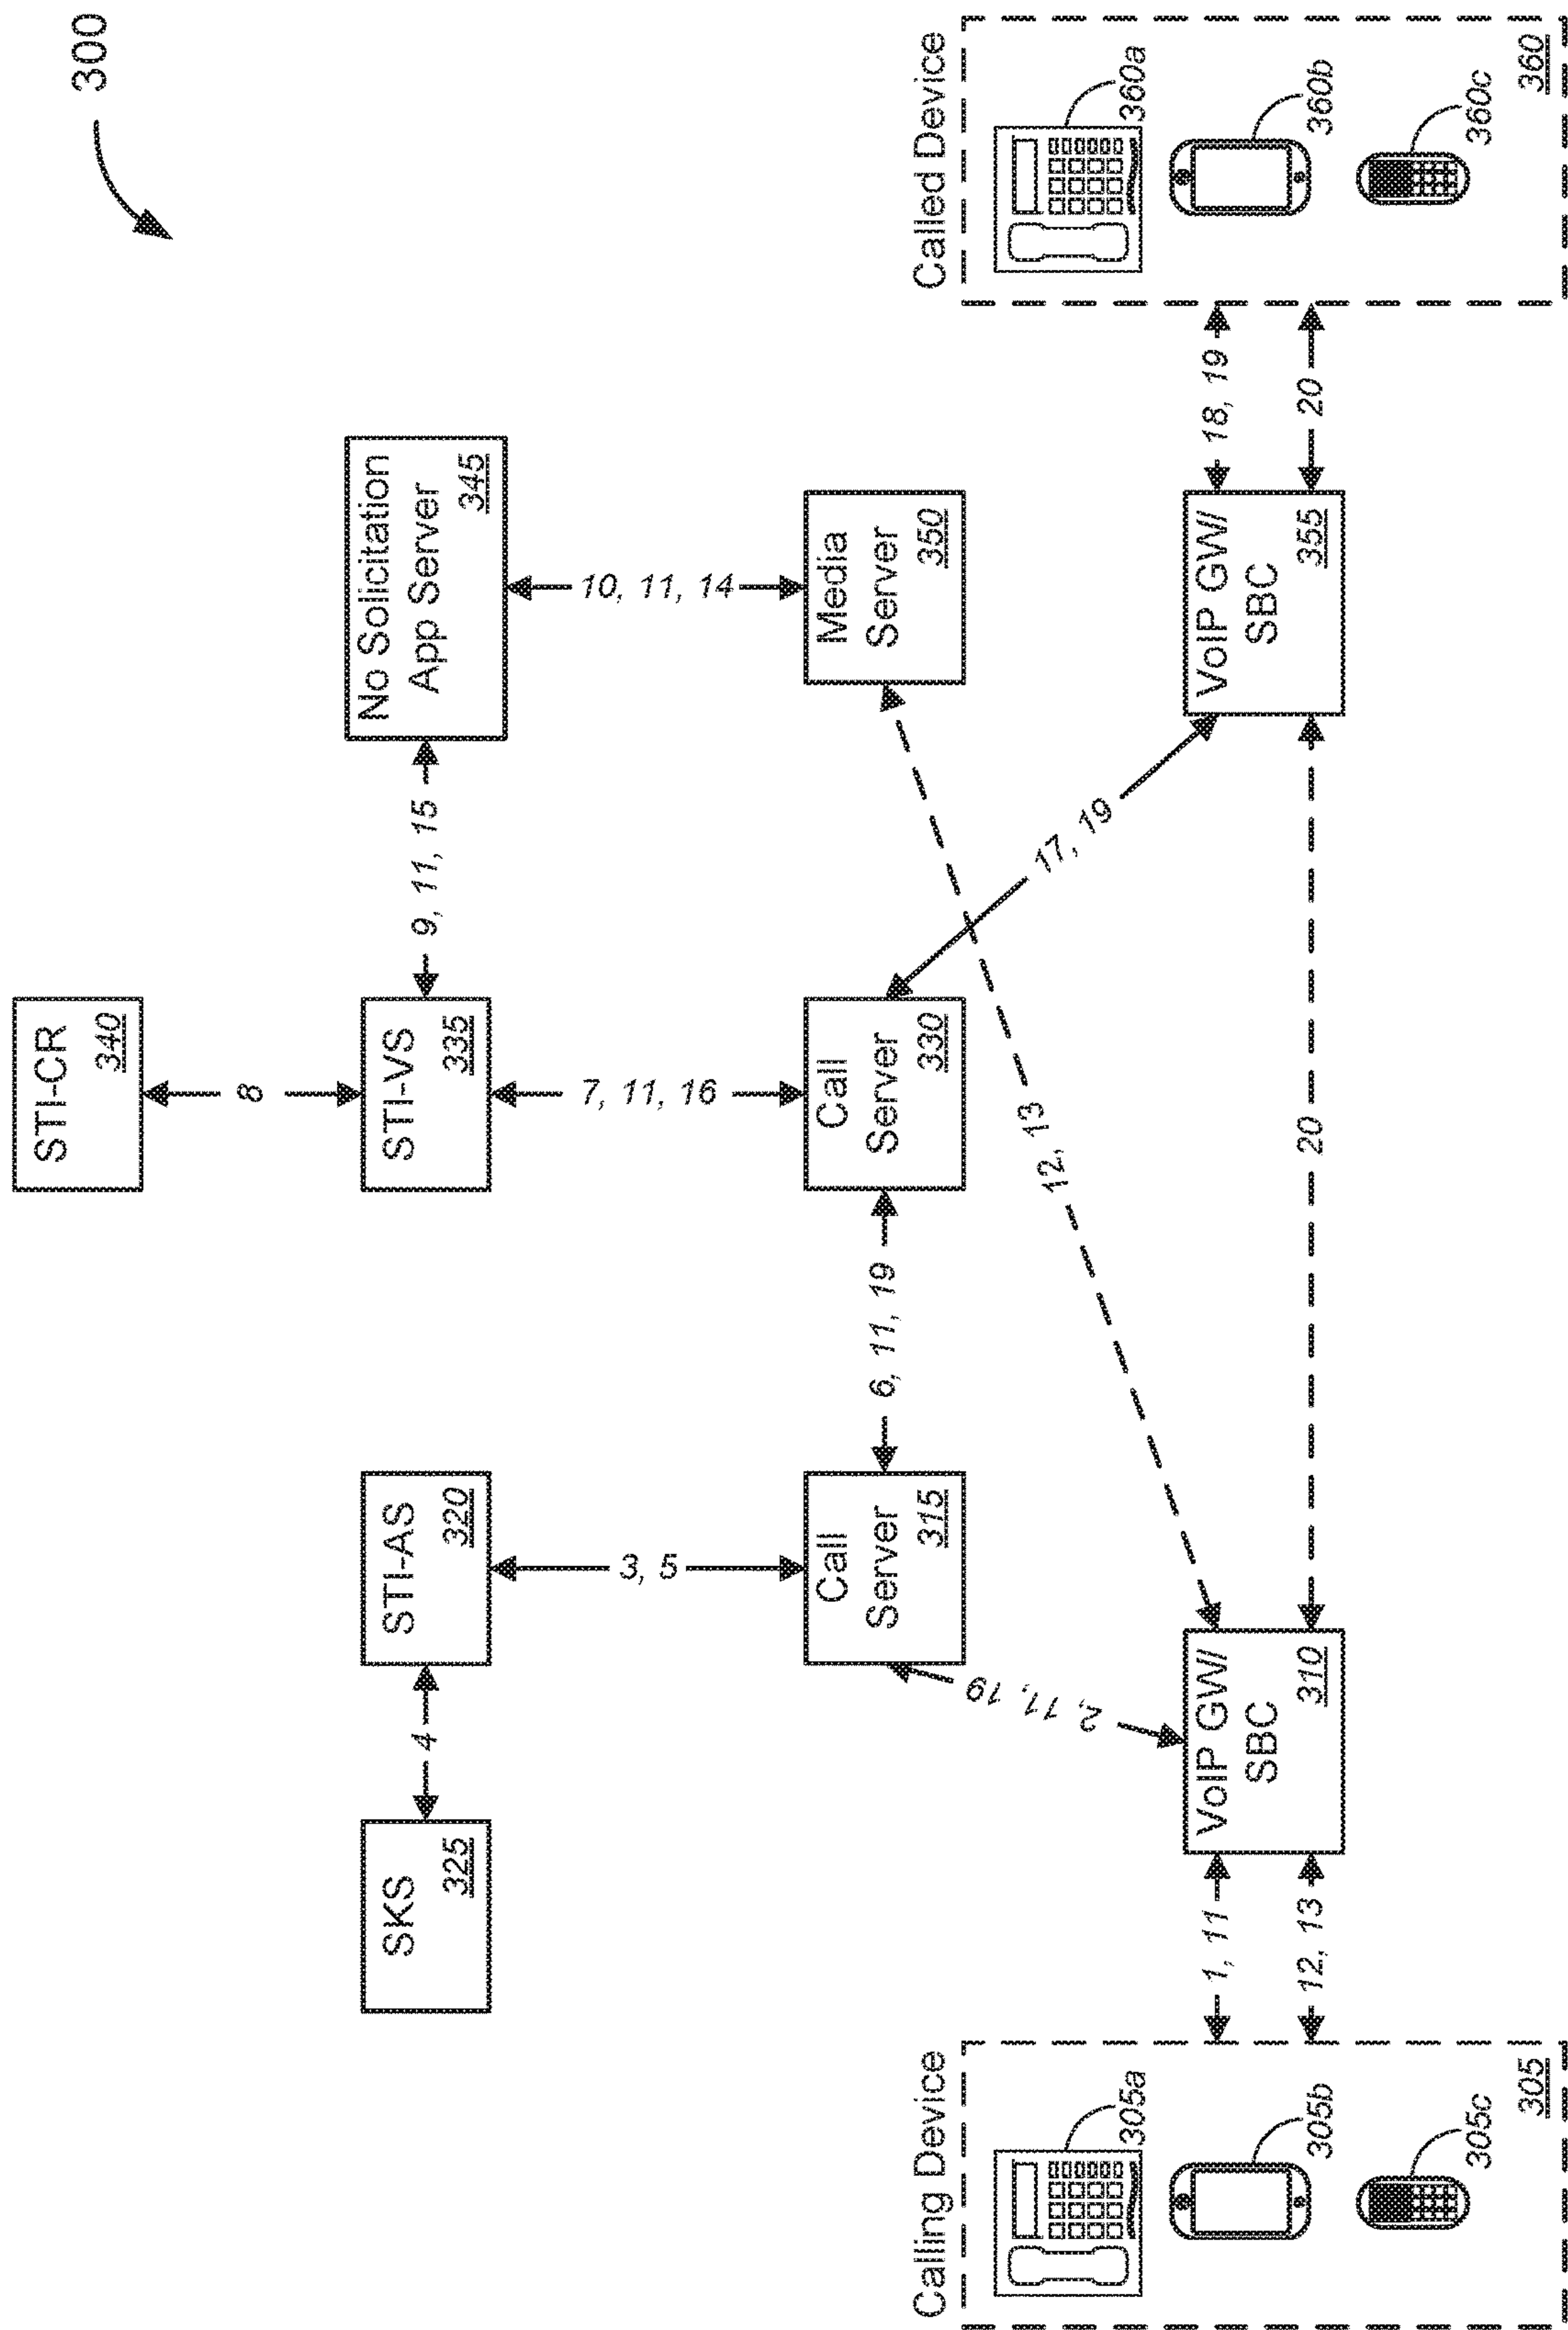 300
STI-CR
340
8
SKS
325
4
STI-AS
320
STI-VS
335
9, 11, 15
No Solicitation
App Server
345
3, 5
7, 11, 16
10, 11, 14
Call
Server
315
6, 11, 19
Call
Server
330
Media
Server
350
2, 11, 19
12, 13
17, 19
Calling Device
305a
305b
305c
305
1, 11
12, 13
VoIP GW/
SBC
310
20
VoIP GW/
SBC
355
18, 19
20
Called Device
360a
360b
360c
360